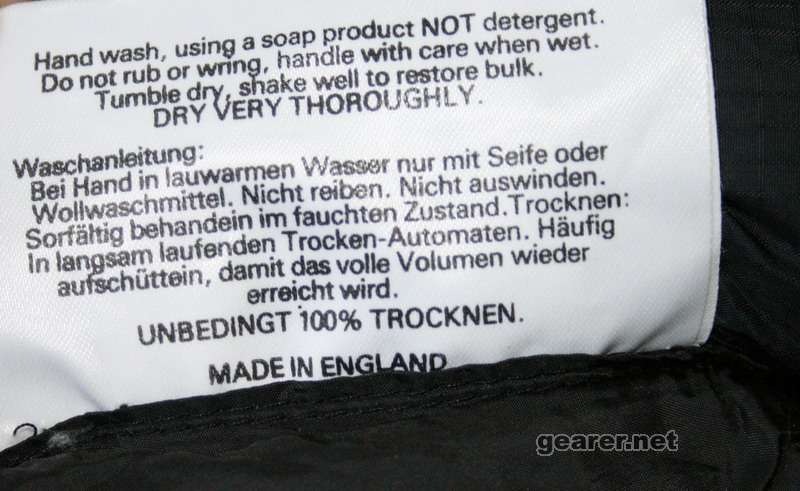 Hand wash, using a soap product NOT detergent.
Do not rub or wring, handle with care when wet.
Tumble dry, shake well to restore bulk.
DRY VERY THOROUGHLY.
Waschanleitung:
Bei Hand in lauwarmen Wasser nur mit Seife oder
Wollwaschmittel. Nicht reiben. Nicht auswinden.
Sorfältig behandein im fauchten Zustand. Trocknen:
In langsam laufenden Trocken-Automaten. Häufig
aufschüttein, damit das volle Volumen wieder
erreicht wird.
UNBEDINGT 100% TROCKNEN.
MADE IN ENGLAND
gearer.net